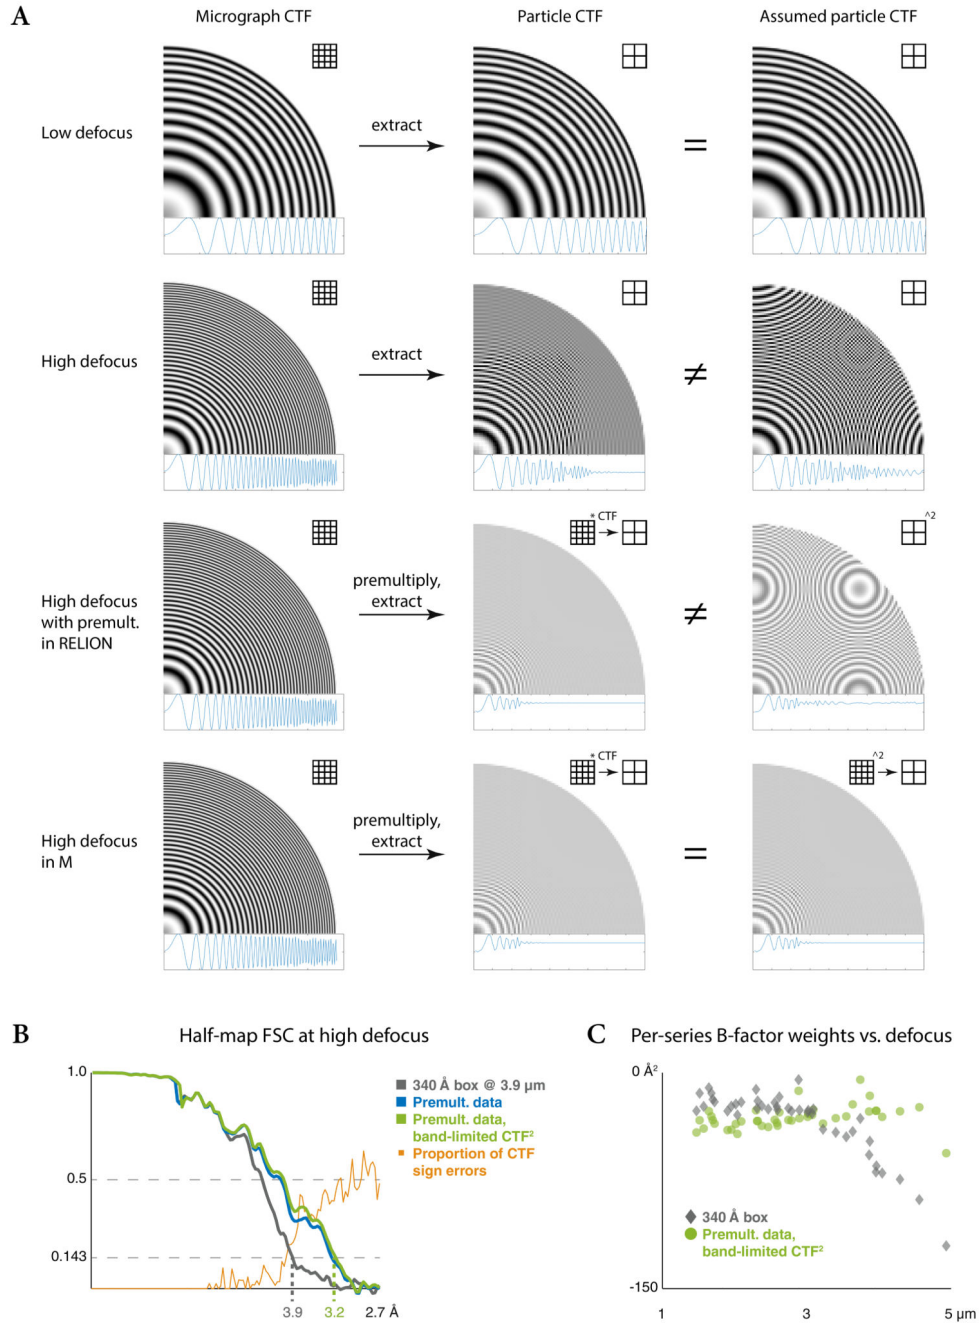 A
Micrograph CTF
Particle CTF
Assumed particle CTF
Low defocus
extract
=
High defocus
extract
≠
High defocus
with premult.
in RELION
premultiply,
extract
* CTF
≠
^2
High defocus
in M
premultiply,
extract
* CTF
=
^2
B
Half-map FSC at high defocus
1.0
0.5
0.143
340 Å box @ 3.9 µm
Premult. data
Premult. data,
band-limited CTF²
Proportion of CTF
sign errors
3.9
3.2
2.7 Å
C
Per-series B-factor weights vs. defocus
0 Å²
-150
340 Å box
Premult. data,
band-limited CTF²
1
3
5 µm